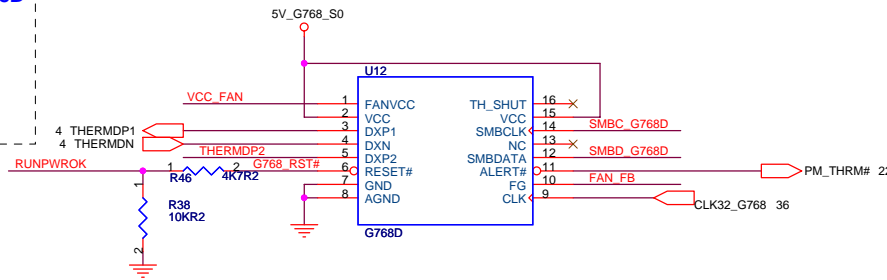 5V_G768_S0
U12
VCC_FAN 1 FANVCC TH_SHUT 16
2 VCC VCC 15
4 THERMDP1 3 DXP1 SMBCLK 14 SMBC_G768D
4 THERMDN 4 DXN NC 13
THERMDP2 5 DXP2 SMBDATA 12 SMBD_G768D
RUNPWROK 1 R46 4K7R2 2 G768_RST# 6 RESET# ALERT# 11 PM_THRM# 22
7 GND FG 10 FAN_FB
8 AGND CLK 9 CLK32_G768 36
G768D
1
R38
10KR2
2